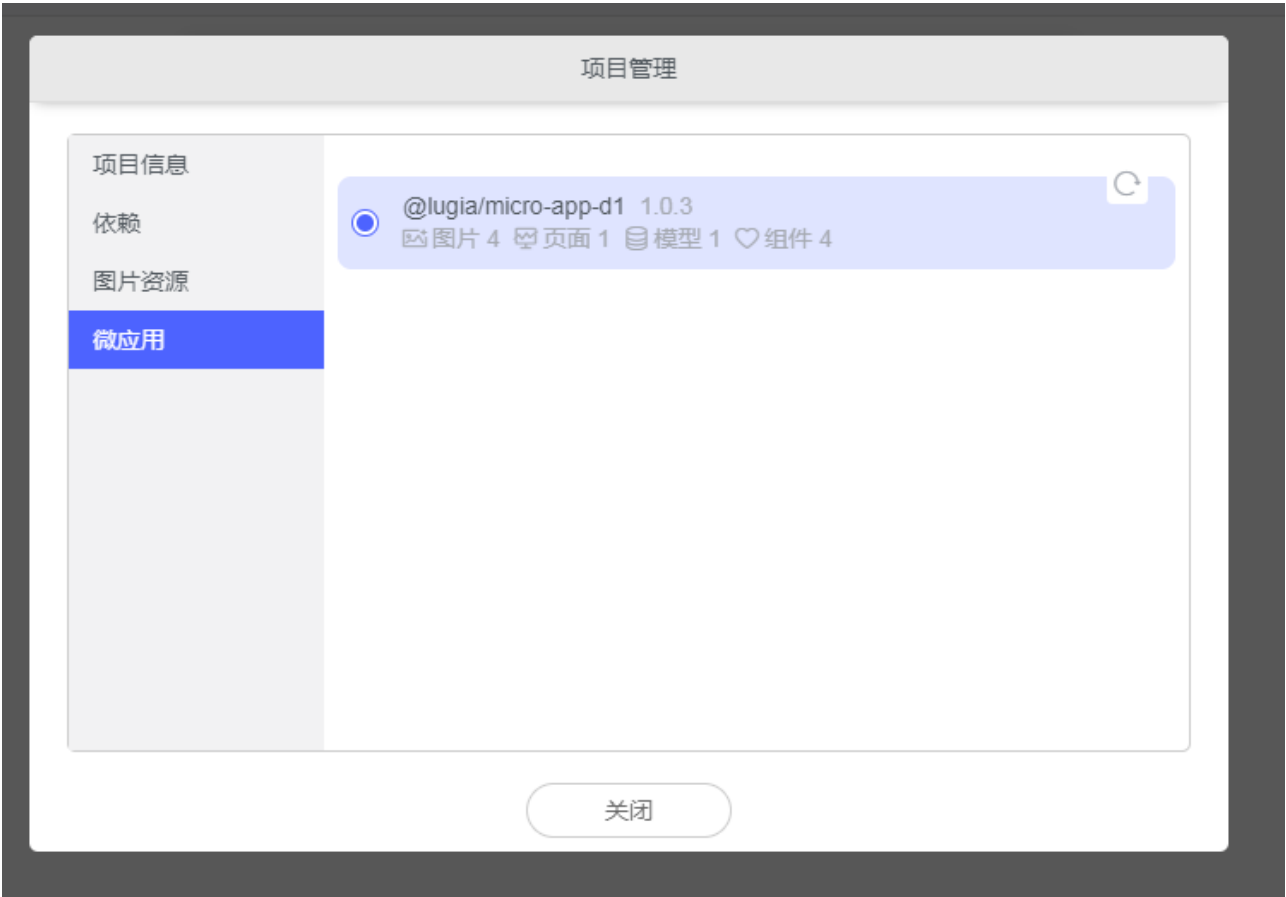 项目管理
项目信息
依赖
图片资源
微应用
@lugia/micro-app-d1 1.0.3
图片 4 页面 1 模型 1 组件 4
关闭